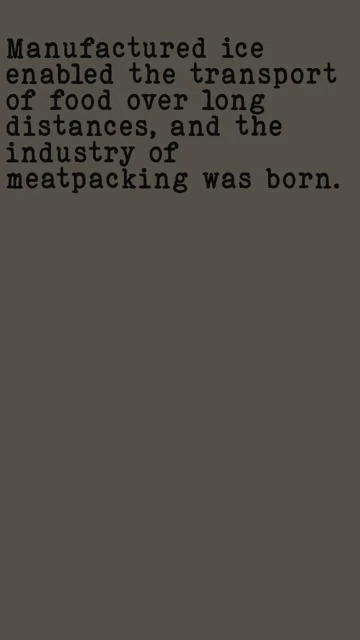 Manufactured ice
enabled the transport
of food over long
distances, and the
industry of
meatpacking was born.